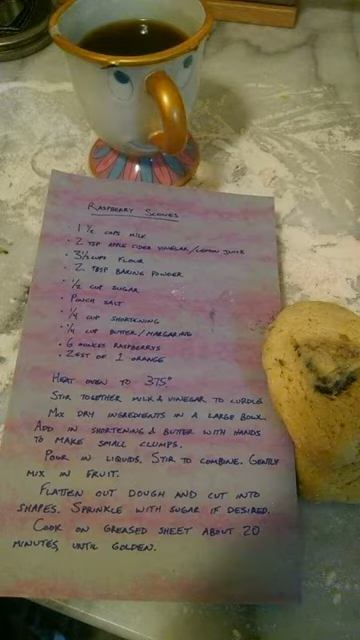 RASPBERRY SCONES
· 1 1/2 CUPS MILK
· 2 TSP APPLE CIDER VINEGAR/LEMON JUICE
· 3 1/2 CUPS FLOUR
· 2 TBSP BAKING POWDER
· 1/2 CUP SUGAR
· PINCH SALT
· 1/4 CUP SHORTENING
· 1/4 CUP BUTTER/MARGARINE
· 6 OUNCES RASPBERRYS
· ZEST OF 1 ORANGE
HEAT OVEN TO 375°
STIR TOGETHER MILK & VINEGAR TO CURDLE
MIX DRY INGREDIENTS IN A LARGE BOWL.
ADD IN SHORTENING & BUTTER WITH HANDS
TO MAKE SMALL CLUMPS.
POUR IN LIQUIDS. STIR TO COMBINE. GENTLY
MIX IN FRUIT.
FLATTEN OUT DOUGH AND CUT INTO
SHAPES. SPRINKLE WITH SUGAR IF DESIRED.
COOK ON GREASED SHEET ABOUT 20
MINUTES, UNTIL GOLDEN.